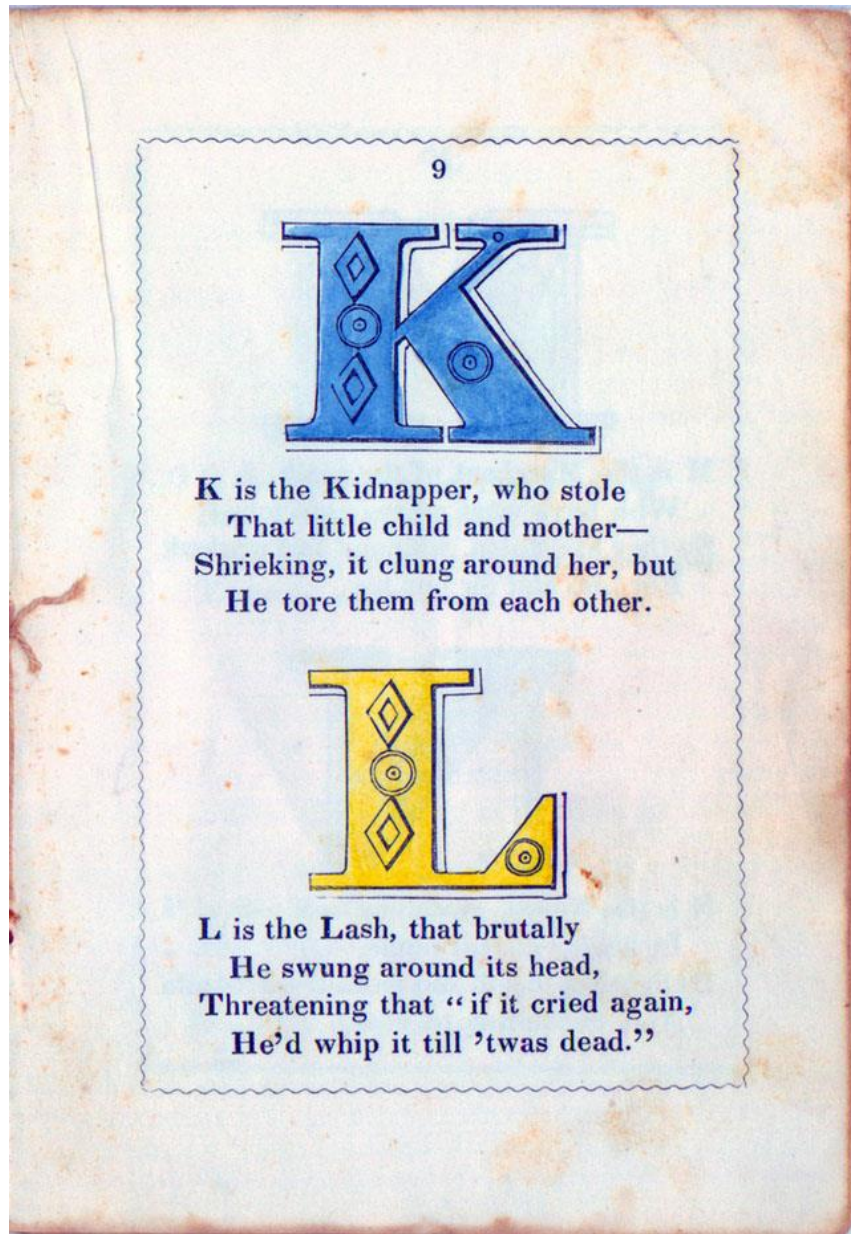 9
K
K is the Kidnapper, who stole
That little child and mother—
Shrieking, it clung around her, but
He tore them from each other.
L
L is the Lash, that brutally
He swung around its head,
Threatening that “if it cried again,
He’d whip it till ’twas dead.”